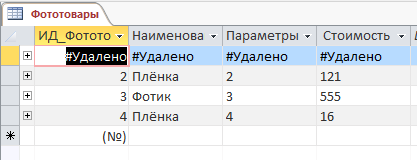 Фототовары
ИД_Фотото Наименова Параметры Стоимость
#Удалено #Удалено #Удалено #Удалено
2 Плёнка 2 121
3 Фотик 3 555
4 Плёнка 4 16
(№)